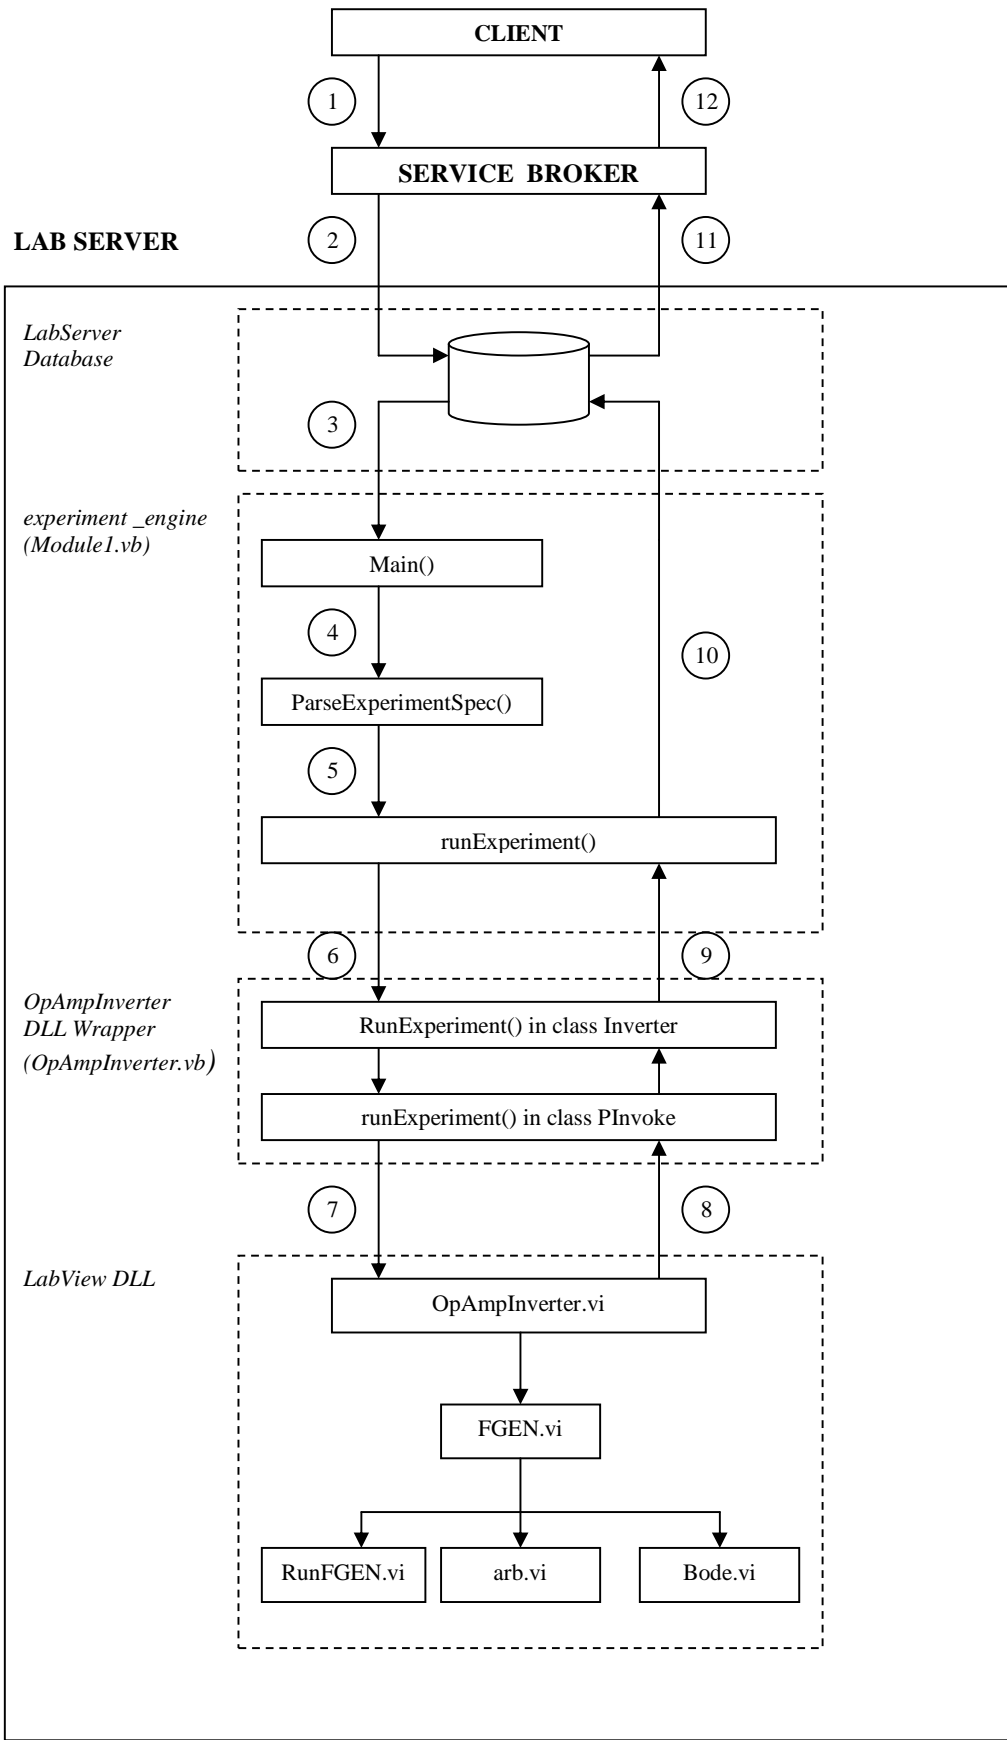 CLIENT
1
12
SERVICE BROKER
2
11
LAB SERVER
LabServer
Database
3
experiment _engine
(Module1.vb)
Main()
4
10
ParseExperimentSpec()
5
runExperiment()
6
9
OpAmpInverter
DLL Wrapper
(OpAmpInverter.vb)
RunExperiment() in class Inverter
runExperiment() in class PInvoke
7
8
LabView DLL
OpAmpInverter.vi
FGEN.vi
RunFGEN.vi
arb.vi
Bode.vi